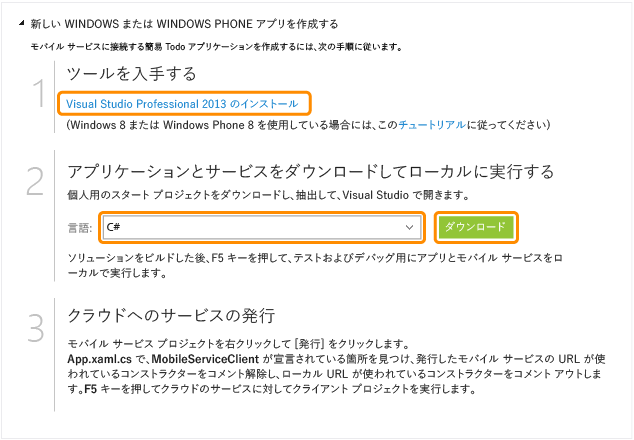 新しい WINDOWS または WINDOWS PHONE アプリを作成する
モバイル サービスに接続する簡易 Todo アプリケーションを作成するには、次の手順に従います。
1
ツールを入手する
Visual Studio Professional 2013 のインストール
(Windows 8 または Windows Phone 8 を使用している場合には、このチュートリアルに従ってください)
2
アプリケーションとサービスをダウンロードしてローカルに実行する
個人用のスタート プロジェクトをダウンロードし、抽出して、Visual Studio で開きます。
言語: C# ダウンロード
ソリューションをビルドした後、F5 キーを押して、テストおよびデバッグ用にアプリとモバイル サービスをロ
ーカルで実行します。
3
クラウドへのサービスの発行
モバイル サービス プロジェクトを右クリックして [発行] をクリックします。
App.xaml.cs で、MobileServiceClient が宣言されている箇所を見つけ、発行したモバイル サービスの URL が使
われているコンストラクターをコメント解除し、ローカル URL が使われているコンストラクターをコメント アウトしま
す。F5 キーを押してクラウドのサービスに対してクライアント プロジェクトを実行します。